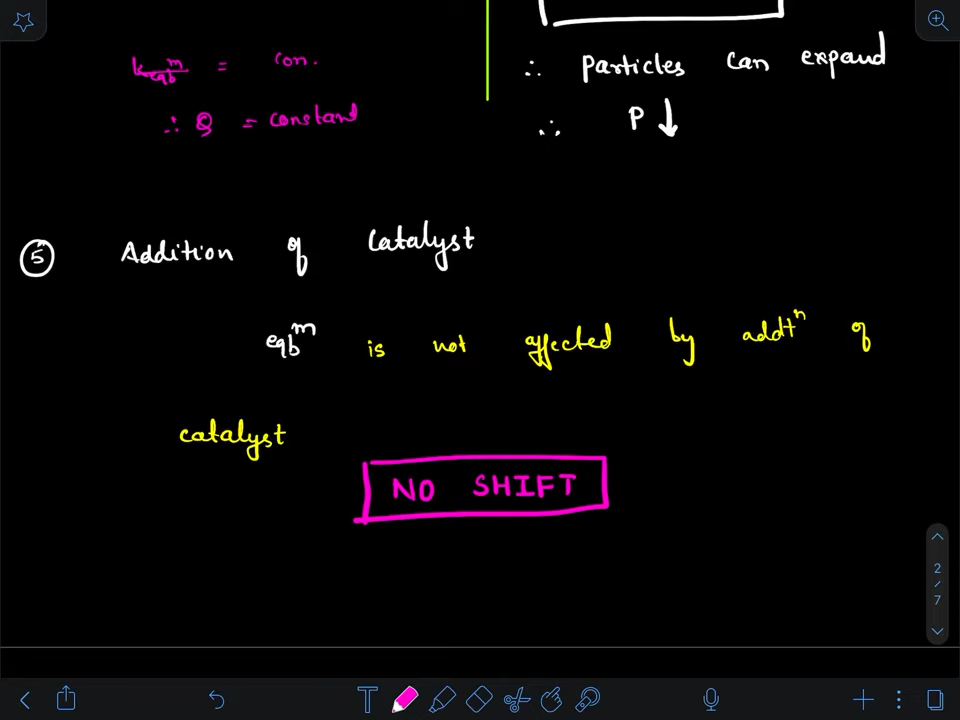 K eqbᵐ = con.
∴ Q = constant
∴ particles can expand
∴ P ↓
⑤ Addition of Catalyst
eqbᵐ is not affected by addtⁿ of
catalyst
NO SHIFT
2
/
7
T